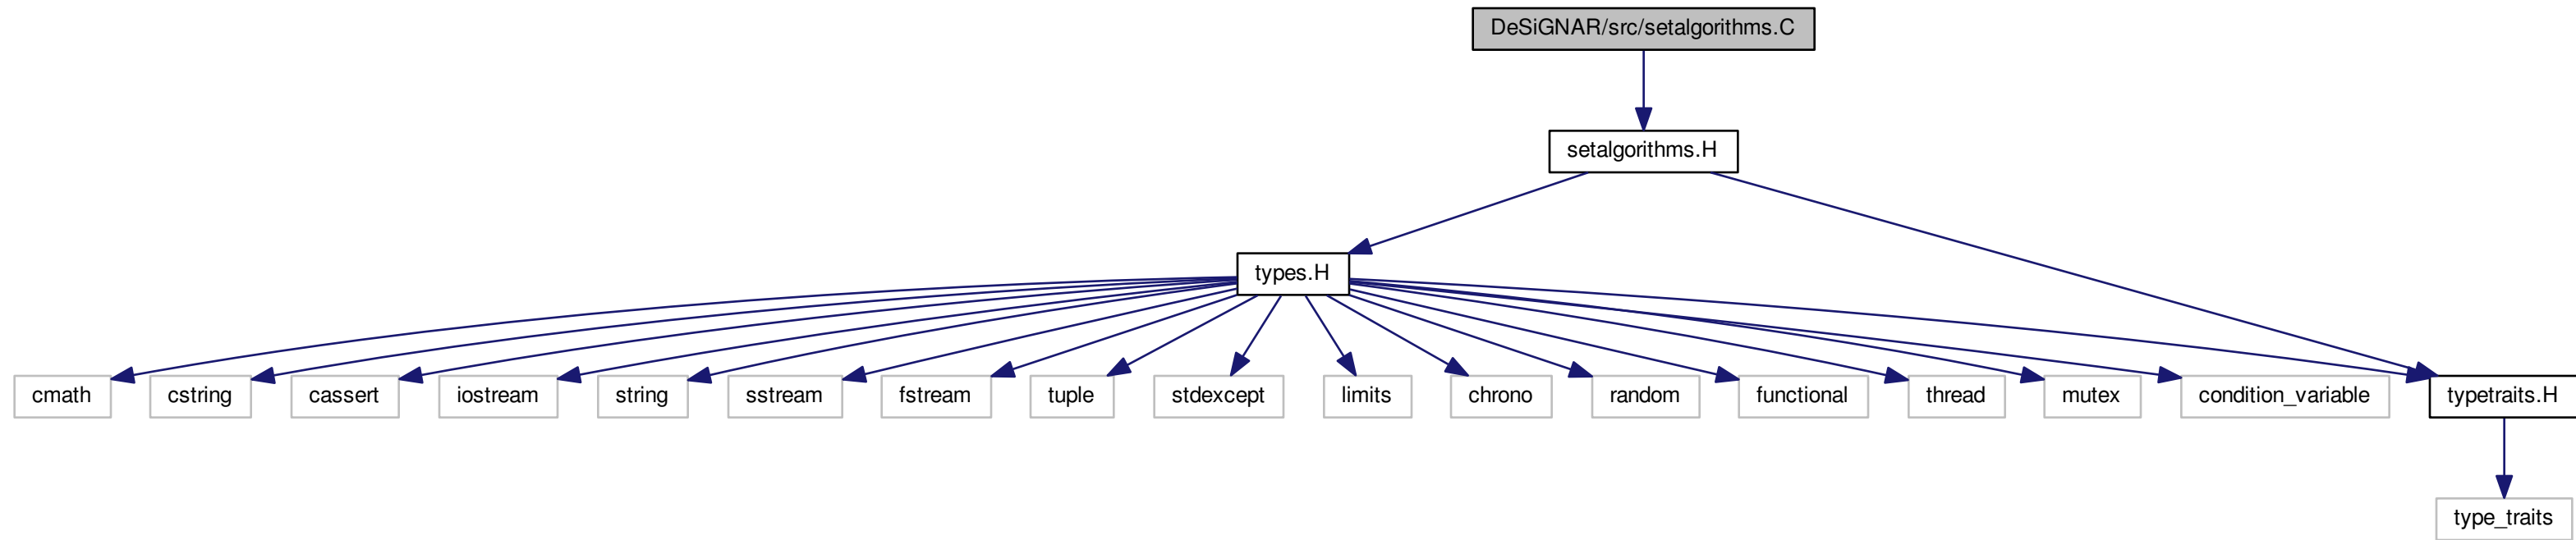 DeSiGNAR/src/setalgorithms.C
setalgorithms.H
types.H
cmath
cstring
cassert
iostream
string
sstream
fstream
tuple
stdexcept
limits
chrono
random
functional
thread
mutex
condition_variable
typetraits.H
type_traits